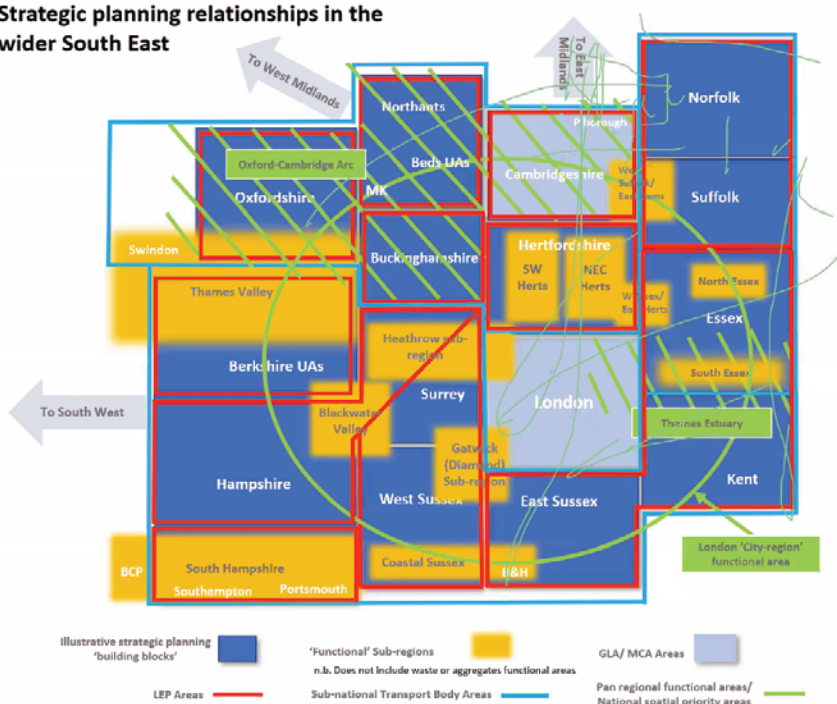 Strategic planning relationships in the
wider South East
To West Midlands
To East
Midlands
Northants
P'borough
Norfolk
Oxford-Cambridge Arc
Beds UAs
Cambridgeshire
Oxfordshire
MK
Suffolk
Swindon
Buckinghamshire
Hertfordshire
SW
Herts
NEC
Herts
North Essex
Essex
Thames Valley
Heathrow sub-
region
Berkshire UAs
South Essex
To South West
Surrey
London
Blackwater
Valley
Thames Estuary
Gatwick
(Diamond)
Sub-region
Hampshire
West Sussex
East Sussex
Kent
London 'City-region'
functional area
BCP
South Hampshire
Coastal Sussex
B&H
Southampton
Portsmouth
Illustrative strategic planning
'building blocks'
'Functional' Sub-regions
n.b. Does not Include waste or aggregates functional areas
GLA/ MCA Areas
LEP Areas
Sub-national Transport Body Areas
Pan regional functional areas/
National spatial priority areas